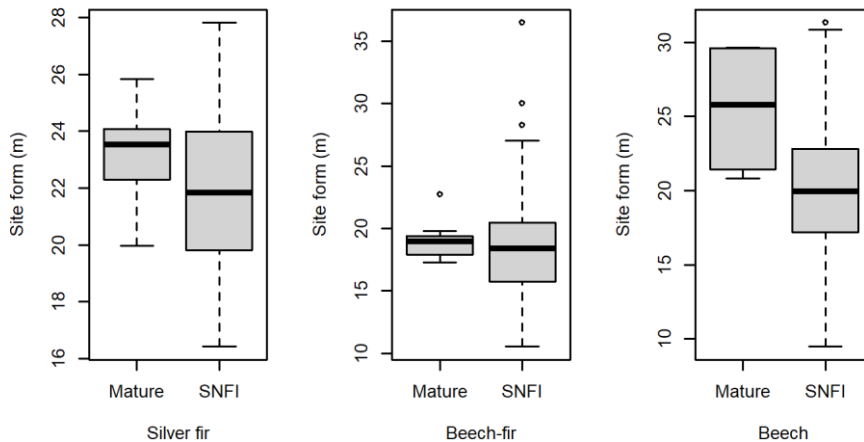 Site form (m)
28
26
24
22
20
18
16
Mature SNFI
Silver fir
Site form (m)
35
30
25
20
15
10
Mature SNFI
Beech-fir
Site form (m)
30
25
20
15
10
Mature SNFI
Beech